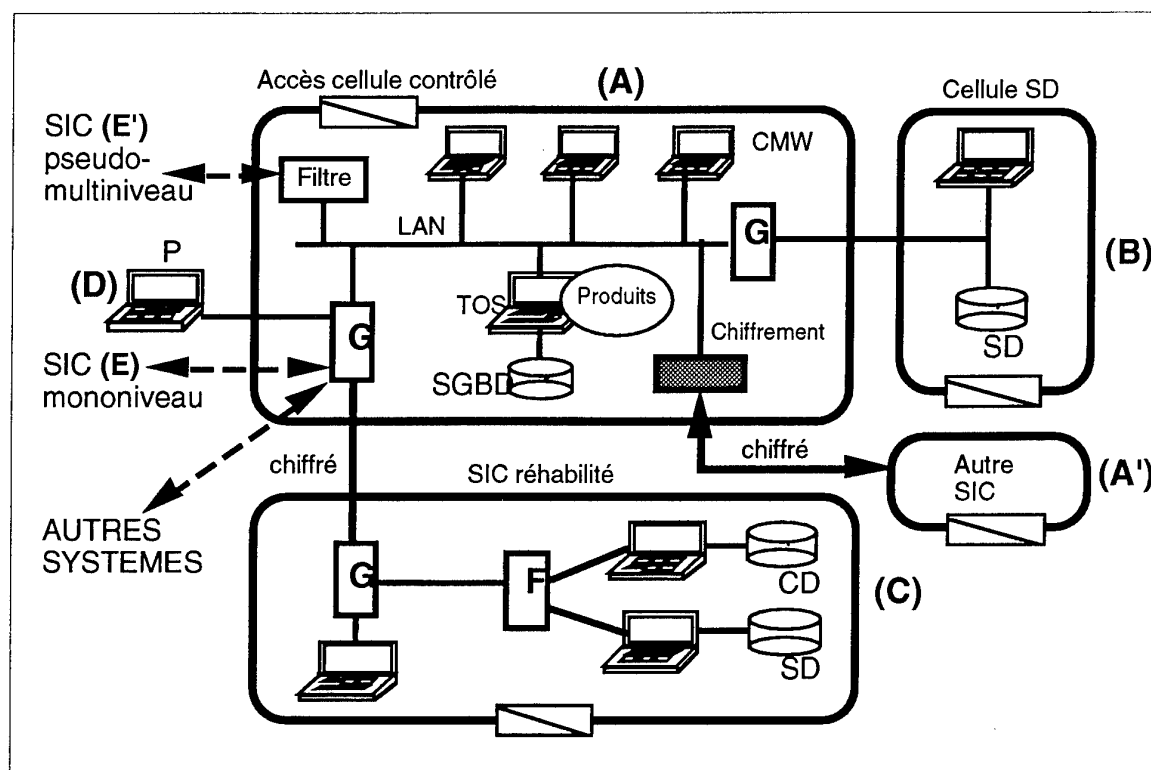 Accès cellule contrôlé
(A)
Cellule SD
SIC (E')
pseudo-
multiniveau
Filtre
CMW
LAN
G
(B)
P
(D)
TOS
Produits
G
Chiffrement
SD
SIC (E)
mononiveau
SGBD
chiffré
SIC réhabilité
chiffré
Autre
SIC
(A')
AUTRES
SYSTEMES
G
F
CD
(C)
SD